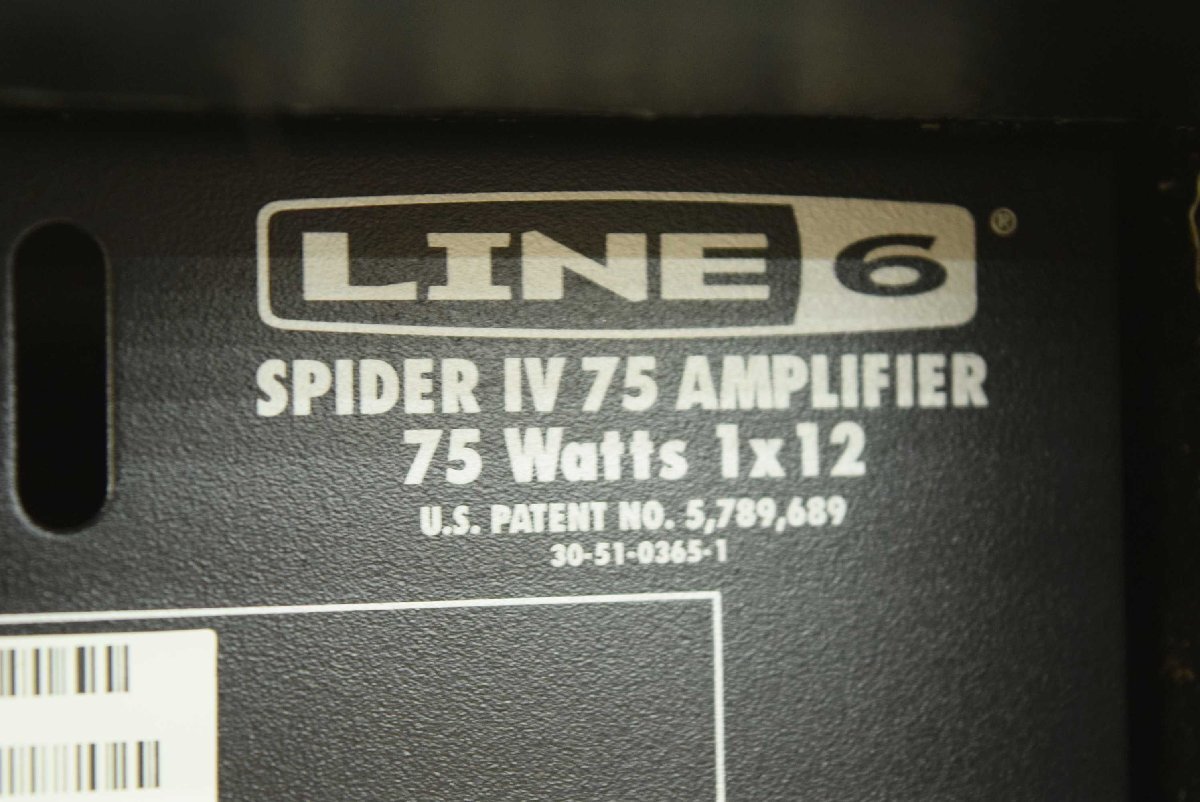 LINE 6 ®
SPIDER IV 75 AMPLIFIER
75 Watts 1x12
U.S. PATENT NO. 5,789,689
30-51-0365-1